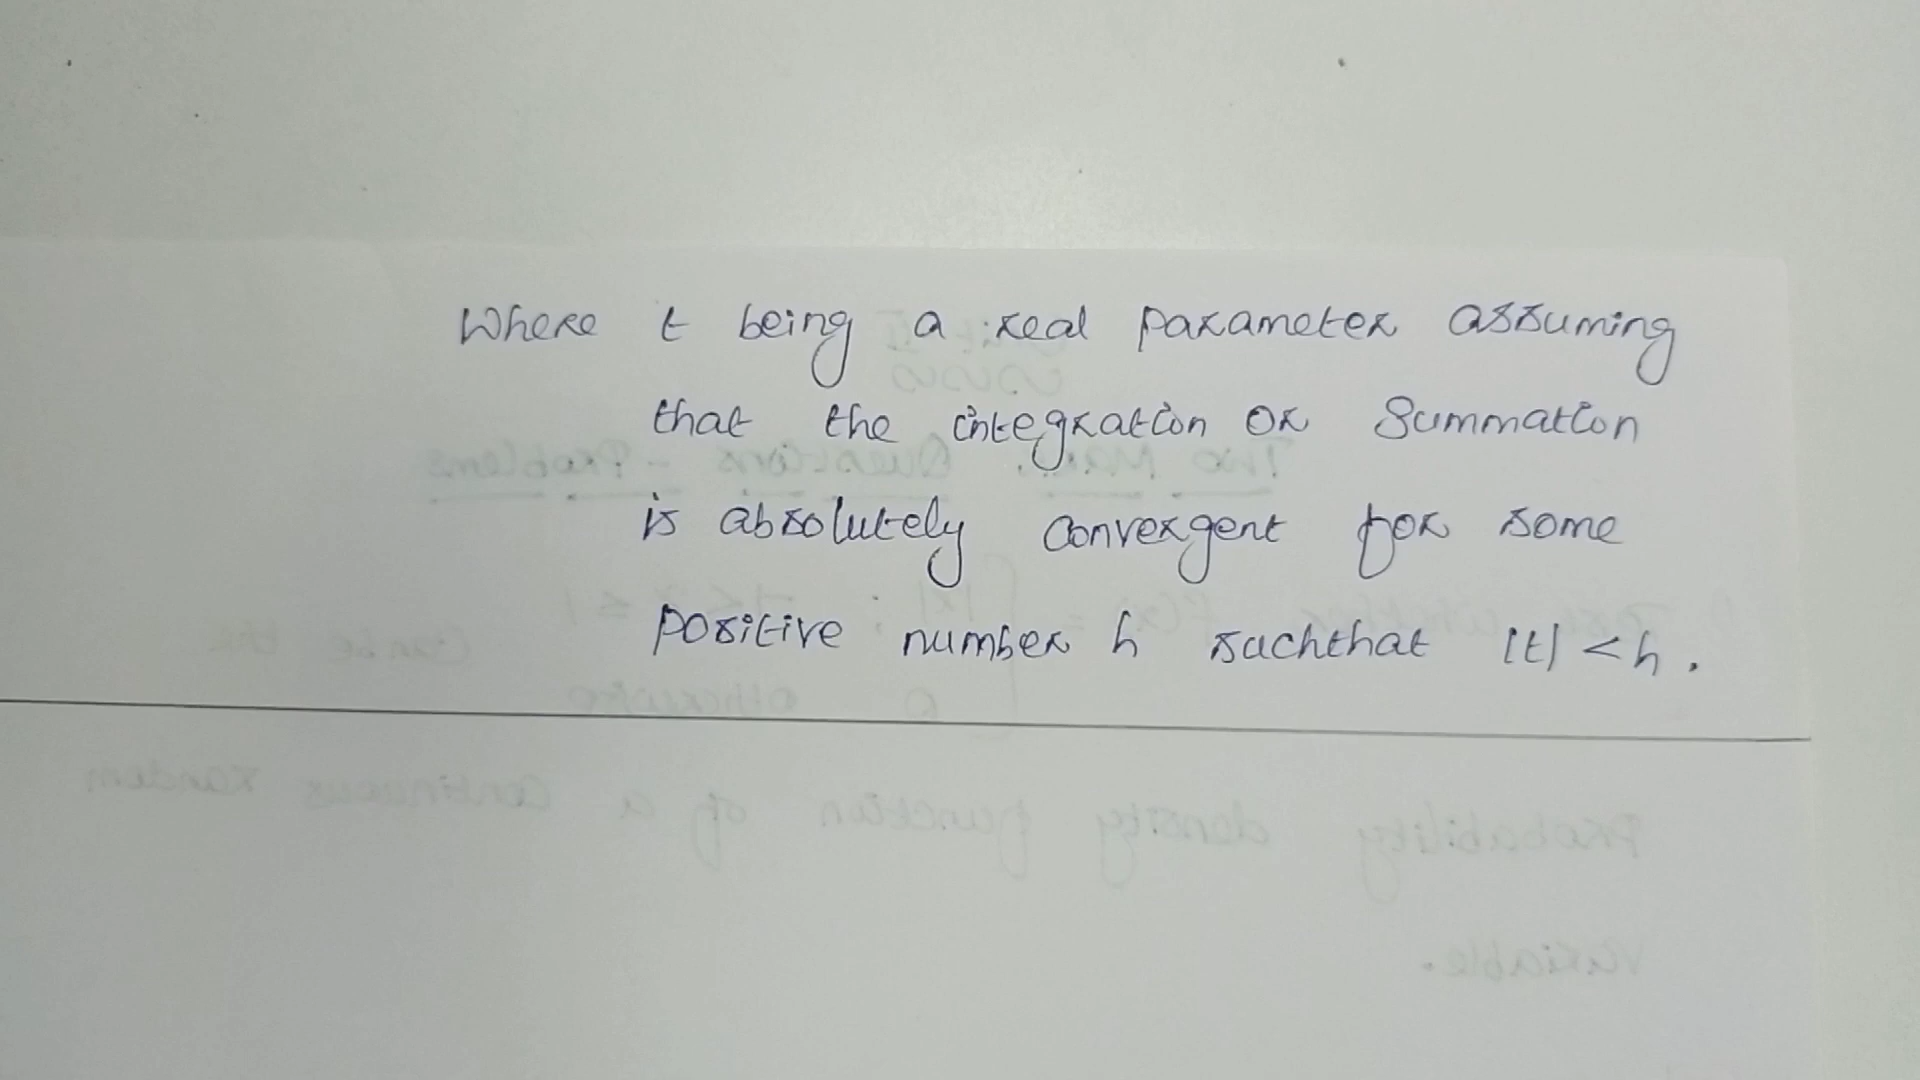 Where t being a real parameter assuming
that the integration or Summation
is absolutely convergent for some
positive number h suchthat |t| < h.